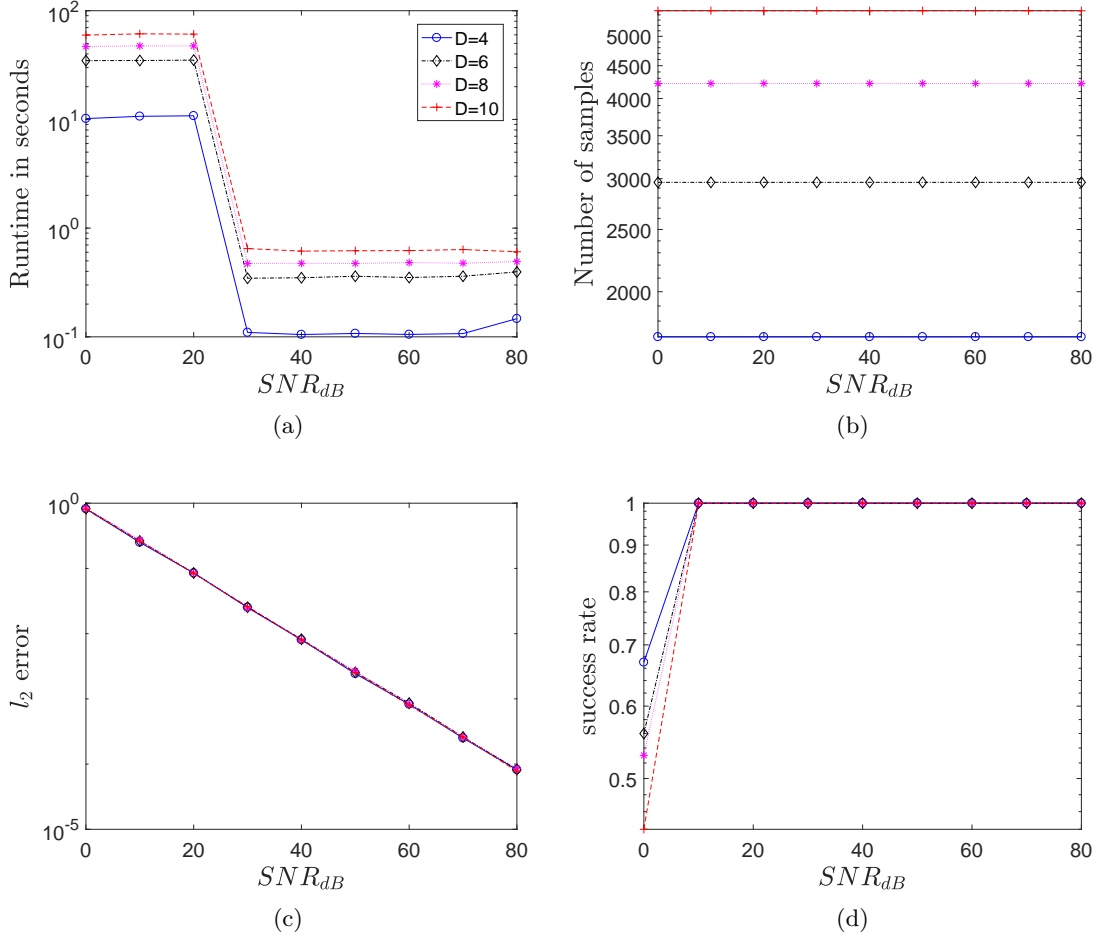 10^2
10^1
10^0
10^-1
Runtime in seconds
D=4
D=6
D=8
D=10
0
20
40
60
80
SNR_dB
(a)
5000
4500
4000
3500
3000
2500
2000
Number of samples
0
20
40
60
80
SNR_dB
(b)
10^0
10^-5
l_2 error
0
20
40
60
80
SNR_dB
(c)
1
0.9
0.8
0.7
0.6
0.5
success rate
0
20
40
60
80
SNR_dB
(d)